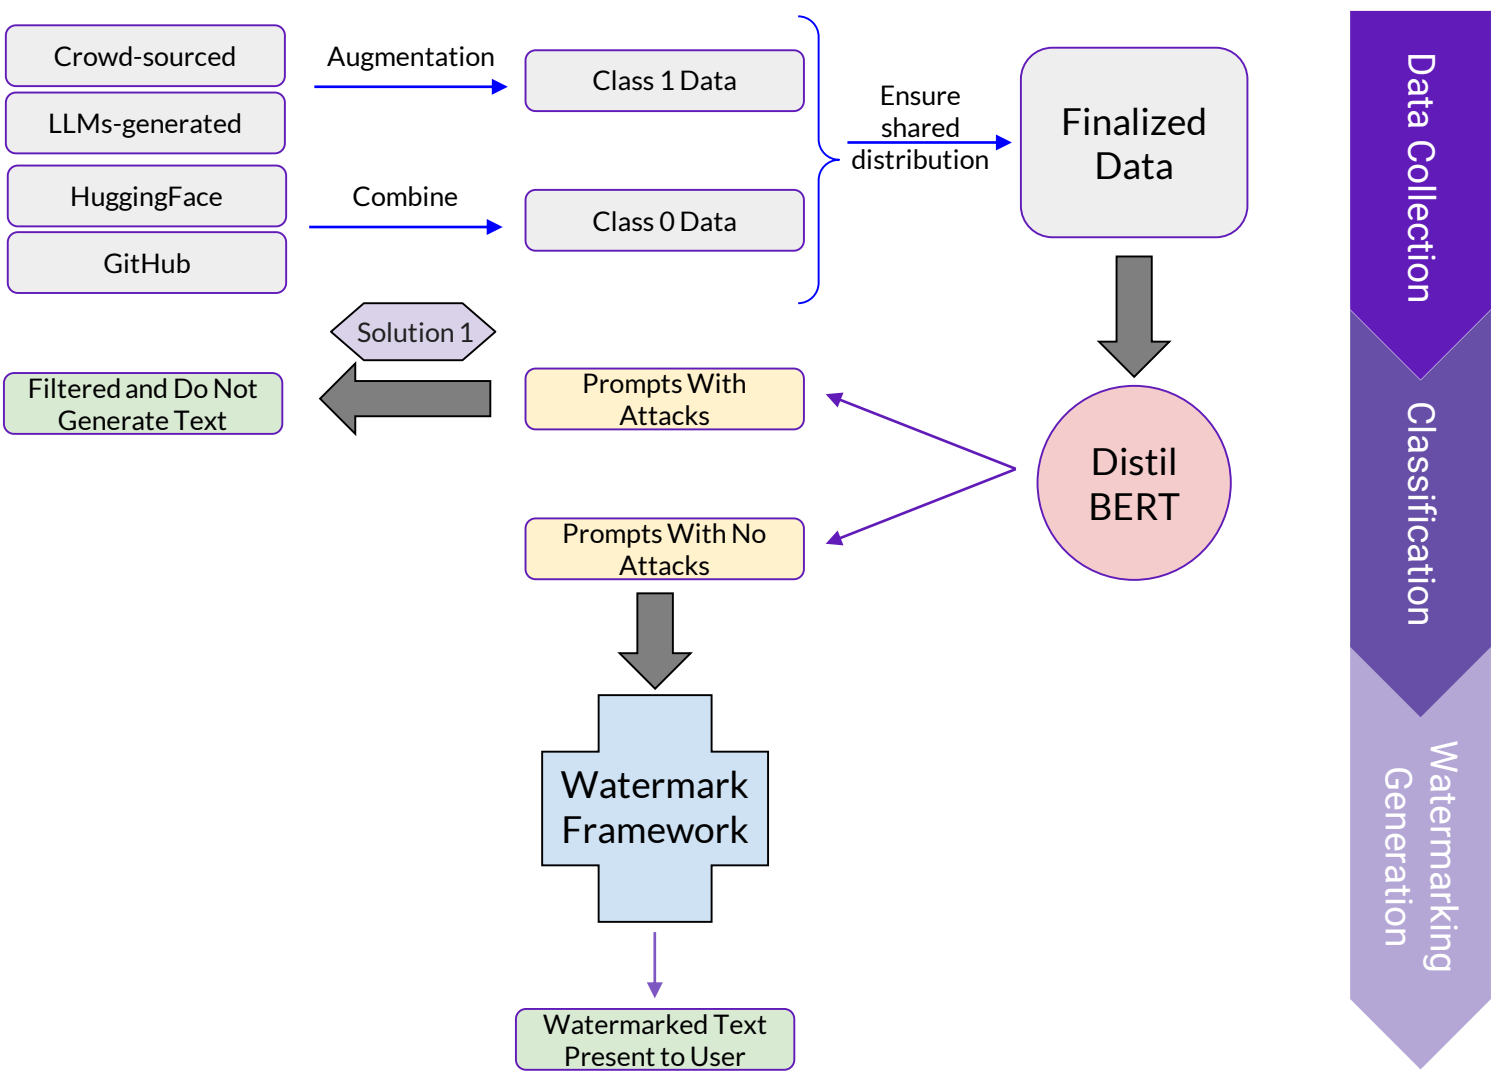 Crowd-sourced
LLMs-generated
HuggingFace
GitHub
Augmentation
Combine
Class 1 Data
Class 0 Data
Ensure
shared
distribution
Finalized
Data
Data Collection
Solution 1
Filtered and Do Not
Generate Text
Prompts With
Attacks
Prompts With No
Attacks
Distil
BERT
Classification
Watermark
Framework
Watermarking
Generation
Watermarked Text
Present to User